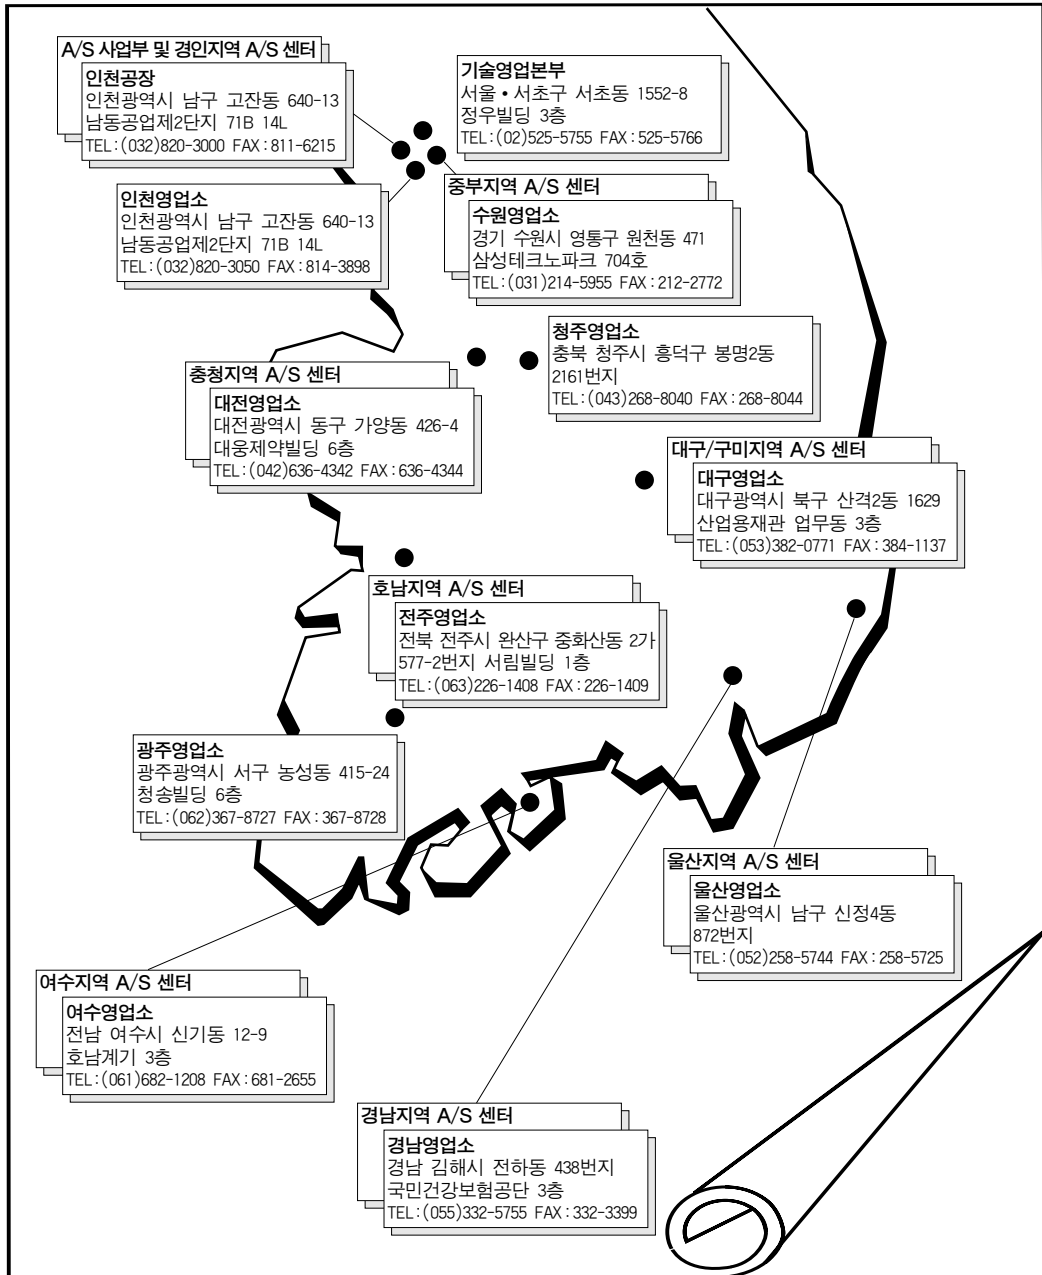 A/S 사업부 및 경인지역 A/S 센터
인천공장
인천광역시 남구 고잔동 640-13
남동공업제2단지 71B 14L
TEL:(032)820-3000 FAX:811-6215
기술영업본부
서울·서초구 서초동 1552-8
정우빌딩 3층
TEL:(02)525-5755 FAX:525-5766
인천영업소
인천광역시 남구 고잔동 640-13
남동공업제2단지 71B 14L
TEL:(032)820-3050 FAX:814-3898
중부지역 A/S 센터
수원영업소
경기 수원시 영통구 원천동 471
삼성테크노파크 704호
TEL:(031)214-5955 FAX:212-2772
청주영업소
충북 청주시 흥덕구 봉명2동
2161번지
TEL:(043)268-8040 FAX:268-8044
충청지역 A/S 센터
대전영업소
대전광역시 동구 가양동 426-4
대웅제약빌딩 6층
TEL:(042)636-4342 FAX:636-4344
대구/구미지역 A/S 센터
대구영업소
대구광역시 북구 산격2동 1629
산업용재관 업무동 3층
TEL:(053)382-0771 FAX:384-1137
호남지역 A/S 센터
전주영업소
전북 전주시 완산구 중화산동 2가
577-2번지 서림빌딩 1층
TEL:(063)226-1408 FAX:226-1409
광주영업소
광주광역시 서구 농성동 415-24
청송빌딩 6층
TEL:(062)367-8727 FAX:367-8728
울산지역 A/S 센터
울산영업소
울산광역시 남구 신정4동
872번지
TEL:(052)258-5744 FAX:258-5725
여수지역 A/S 센터
여수영업소
전남 여수시 신기동 12-9
호남계기 3층
TEL:(061)682-1208 FAX:681-2655
경남지역 A/S 센터
경남영업소
경남 김해시 전하동 438번지
국민건강보험공단 3층
TEL:(055)332-5755 FAX:332-3399